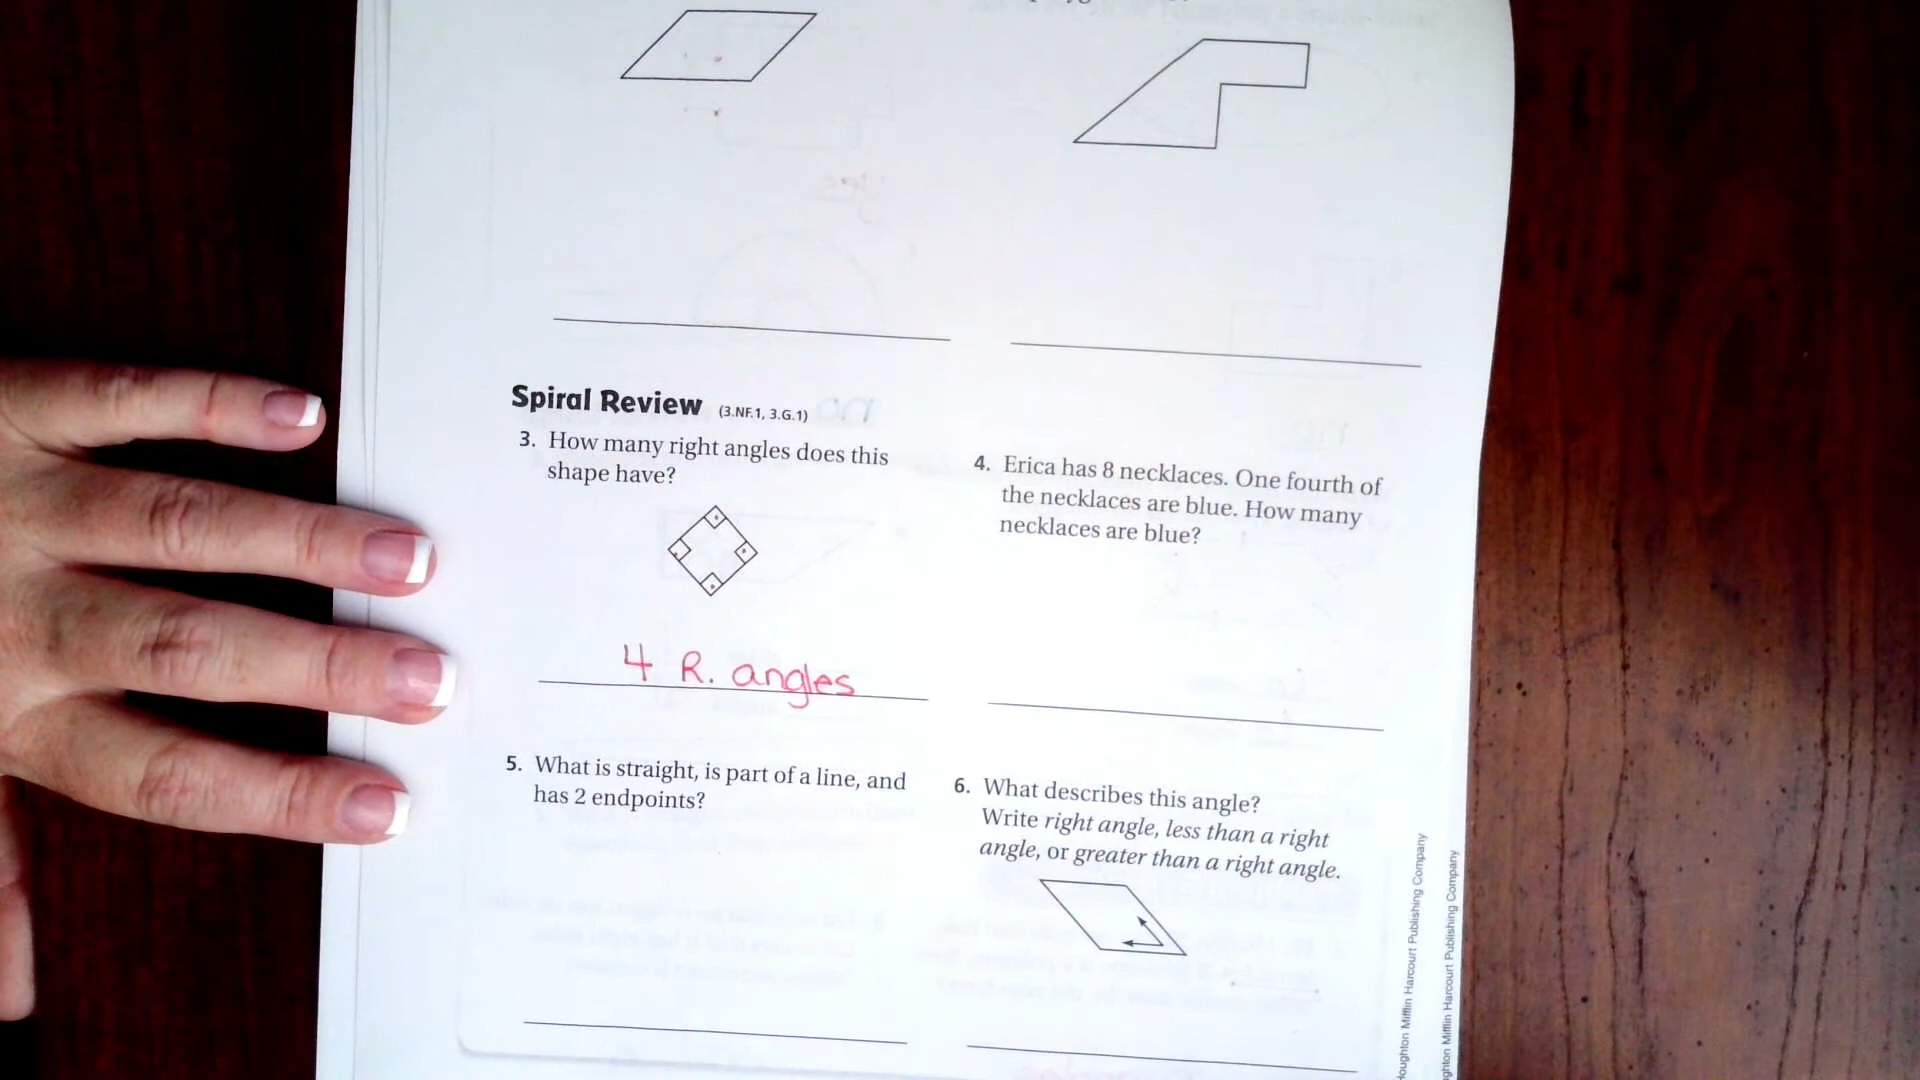 Spiral Review (3.NF.1, 3.G.1)
3. How many right angles does this
shape have?
4 R. angles
4. Erica has 8 necklaces. One fourth of
the necklaces are blue. How many
necklaces are blue?
5. What is straight, is part of a line, and
has 2 endpoints?
6. What describes this angle?
Write right angle, less than a right
angle, or greater than a right angle.
Houghton Mifflin Harcourt Publishing Company
Houghton Mifflin Harcourt Publishing Company